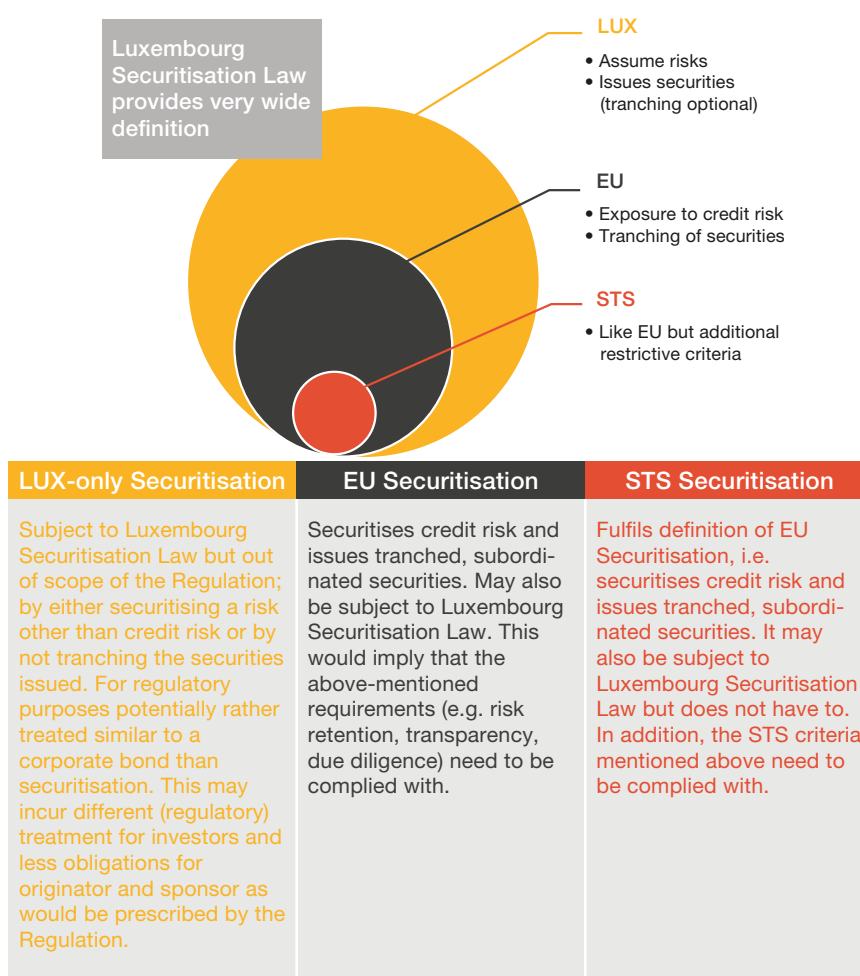 Luxembourg
Securitisation Law
provides very wide
definition
LUX
• Assume risks
• Issues securities
(tranching optional)
EU
• Exposure to credit risk
• Tranching of securities
STS
• Like EU but additional
restrictive criteria
LUX-only Securitisation
Subject to Luxembourg
Securitisation Law but out
of scope of the Regulation;
by either securitising a risk
other than credit risk or by
not tranching the securities
issued. For regulatory
purposes potentially rather
treated similar to a
corporate bond than
securitisation. This may
incur different (regulatory)
treatment for investors and
less obligations for
originator and sponsor as
would be prescribed by the
Regulation.
EU Securitisation
Securitises credit risk and
issues tranched, subordi-
nated securities. May also
be subject to Luxembourg
Securitisation Law. This
would imply that the
above-mentioned
requirements (e.g. risk
retention, transparency,
due diligence) need to be
complied with.
STS Securitisation
Fulfils definition of EU
Securitisation, i.e.
securitises credit risk and
issues tranched, subordi-
nated securities. It may
also be subject to
Luxembourg Securitisation
Law but does not have to.
In addition, the STS criteria
mentioned above need to
be complied with.